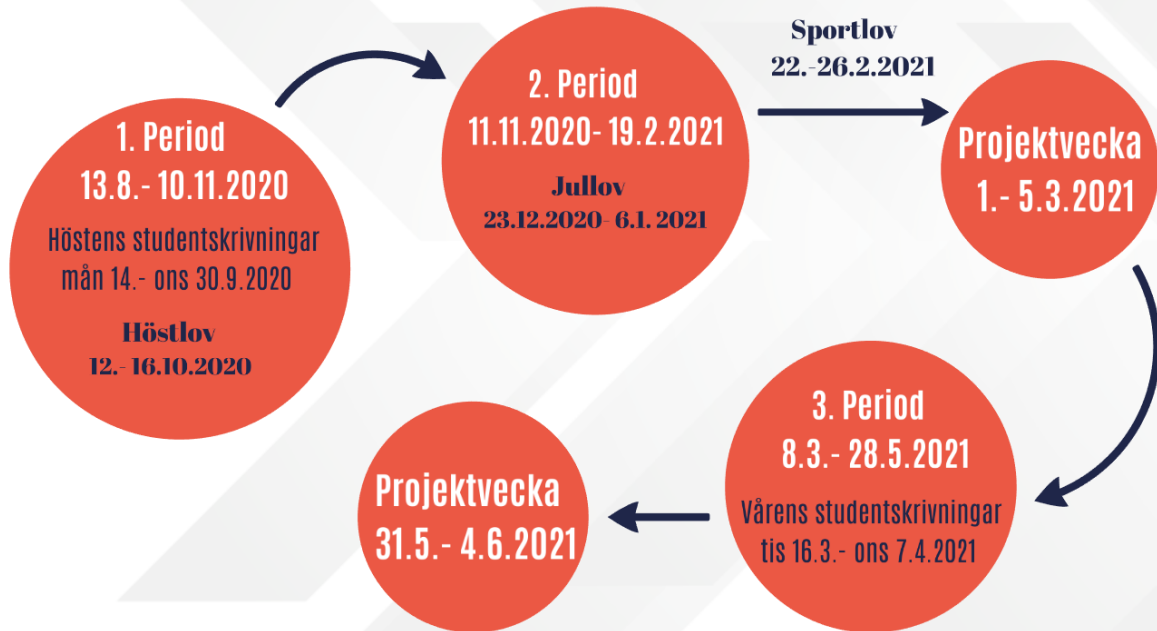 1. Period
13.8.- 10.11.2020
Höstens studentskrivningar
mån 14.- ons 30.9.2020
Höstlov
12.- 16.10.2020
2. Period
11.11.2020- 19.2.2021
Jullov
23.12.2020- 6.1. 2021
Sportlov
22.-26.2.2021
Projektvecka
1.- 5.3.2021
3. Period
8.3.- 28.5.2021
Vårens studentskrivningar
tis 16.3.- ons 7.4.2021
Projektvecka
31.5.- 4.6.2021